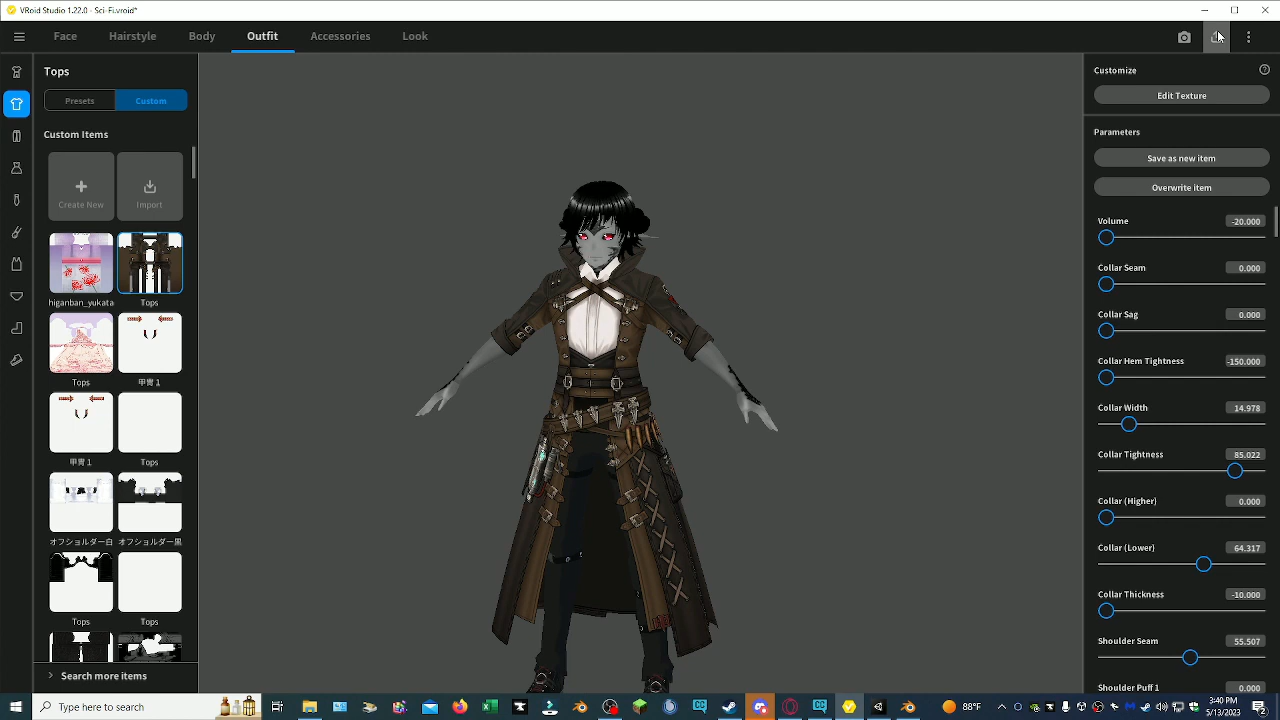 VRoid Studio 1.22.0 - Sci-Fi.vroid*
Face Hairstyle Body Outfit Accessories Look
Tops
Presets Custom
Custom Items
Create New Import
higanban_yukata Tops
Tops 甲冑 1
甲冑 1 Tops
オフショルダー白 オフショルダー黒
Tops Tops
Search more items
Customize
Edit Texture
Parameters
Save as new item
Overwrite item
Volume -20.000
Collar Seam 0.000
Collar Sag 0.000
Collar Hem Tightness -150.000
Collar Width 14.978
Collar Tightness 85.022
Collar (Higher) 0.000
Collar (Lower) 64.317
Collar Thickness -10.000
Shoulder Seam 55.507
Shoulder Puff 1 0.000
Type here to search
88°F
3:40 PM
5/13/2023